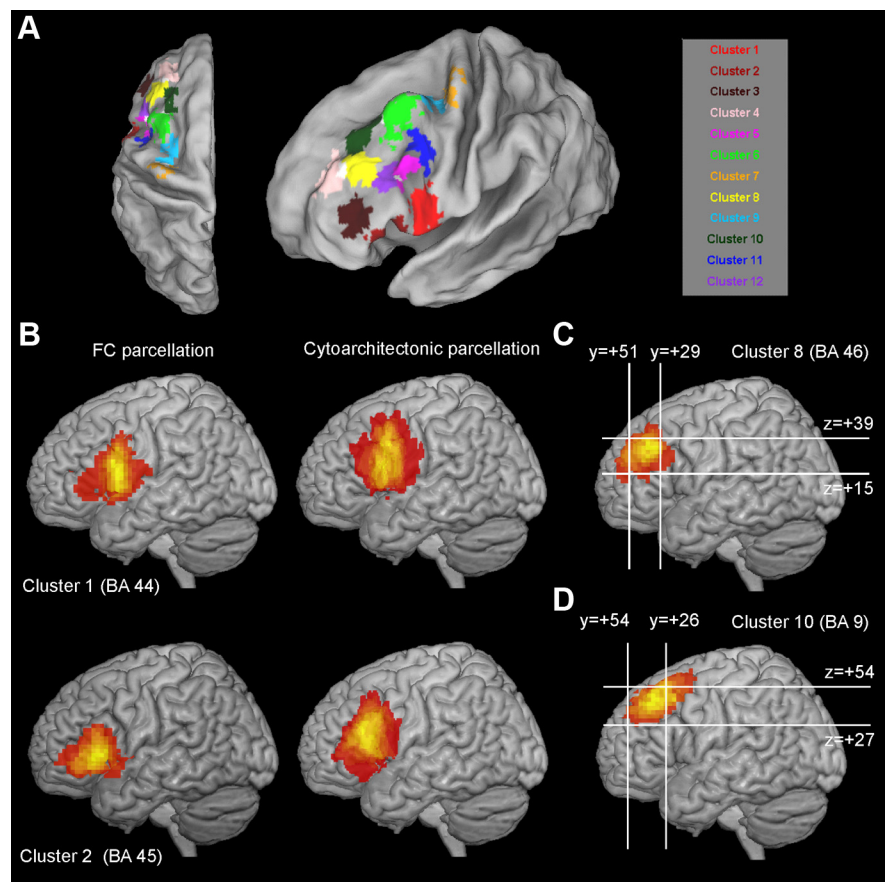 A
Cluster 1
Cluster 2
Cluster 3
Cluster 4
Cluster 5
Cluster 6
Cluster 7
Cluster 8
Cluster 9
Cluster 10
Cluster 11
Cluster 12
B
FC parcellation
Cytoarchitectonic parcellation
Cluster 1 (BA 44)
Cluster 2 (BA 45)
C
y=+51 y=+29 Cluster 8 (BA 46)
z=+39
z=+15
D
y=+54 y=+26 Cluster 10 (BA 9)
z=+54
z=+27